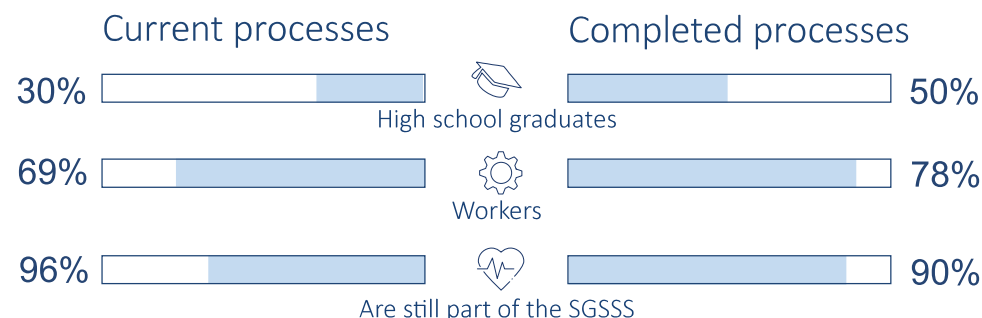 Current processes
Completed processes
30%
50%
High school graduates
69%
78%
Workers
96%
90%
Are still part of the SGSSS